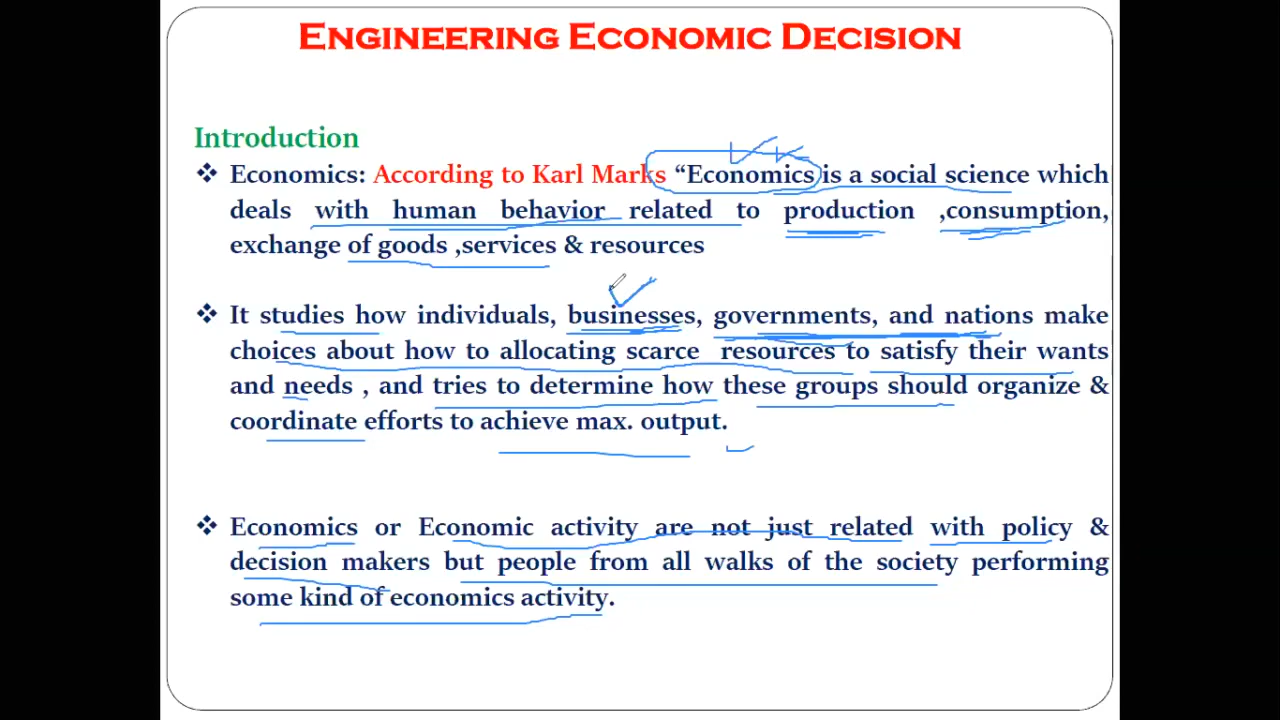 ENGINEERING ECONOMIC DECISION
Introduction
❖ Economics: According to Karl Marks “Economics is a social science which
deals with human behavior related to production ,consumption,
exchange of goods ,services & resources
❖ It studies how individuals, businesses, governments, and nations make
choices about how to allocating scarce resources to satisfy their wants
and needs , and tries to determine how these groups should organize &
coordinate efforts to achieve max. output.
❖ Economics or Economic activity are not just related with policy &
decision makers but people from all walks of the society performing
some kind of economics activity.